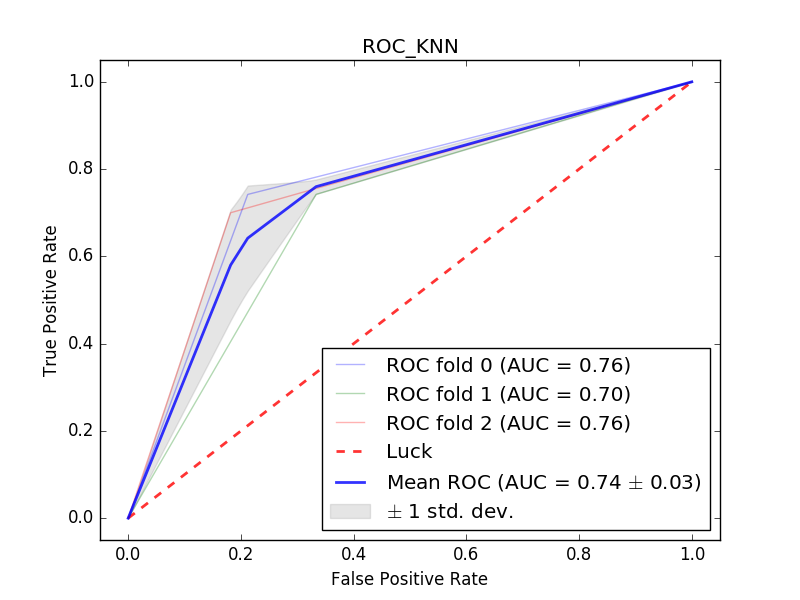 ROC_KNN
1.0
0.8
0.6
0.4
0.2
0.0
True Positive Rate
ROC fold 0 (AUC = 0.76)
ROC fold 1 (AUC = 0.70)
ROC fold 2 (AUC = 0.76)
Luck
Mean ROC (AUC = 0.74 ± 0.03)
± 1 std. dev.
0.0 0.2 0.4 0.6 0.8 1.0
False Positive Rate